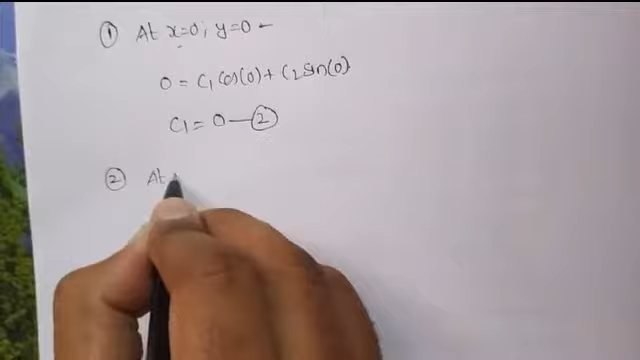 ① At x=0; y=0 -
0 = C₁ Cos(0) + C₂ Sin(0)
C₁ = 0 — ②
② At